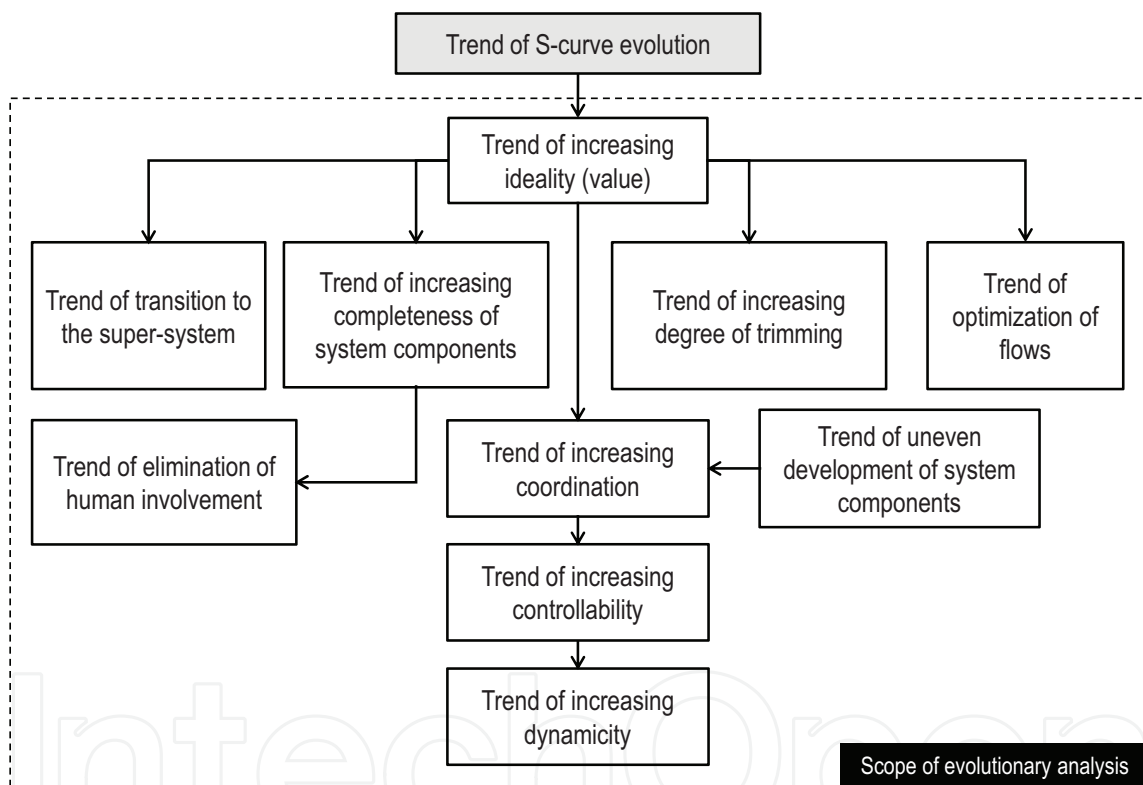 Trend of S-curve evolution
Trend of increasing
ideality (value)
Trend of transition to
the super-system
Trend of increasing
completeness of
system components
Trend of increasing
degree of trimming
Trend of
optimization of
flows
Trend of elimination of
human involvement
Trend of increasing
coordination
Trend of uneven
development of system
components
Trend of increasing
controllability
Trend of increasing
dynamicity
IntechOpen
Scope of evolutionary analysis